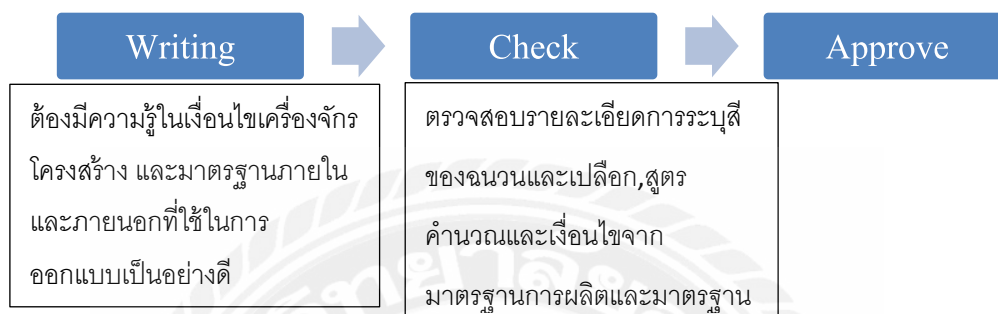 Writing
Check
Approve
ต้องมีความรู้ในเงื่อนไขเครื่องจักร
โครงสร้าง และมาตรฐานภายใน
และภายนอกที่ใช้ในการ
ออกแบบเป็นอย่างดี
ตรวจสอบรายละเอียดการระบุสี
ของฉนวนและเปลือก,สูตร
คำนวณและเงื่อนไขจาก
มาตรฐานการผลิตและมาตรฐาน